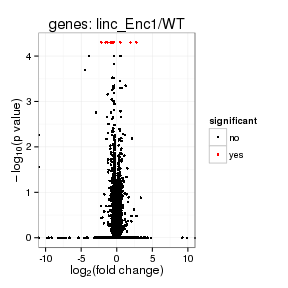 genes: linc_Enc1/WT
−log10(p value)
4
3
2
1
0
-10
-5
0
5
10
log2(fold change)
significant
no
yes